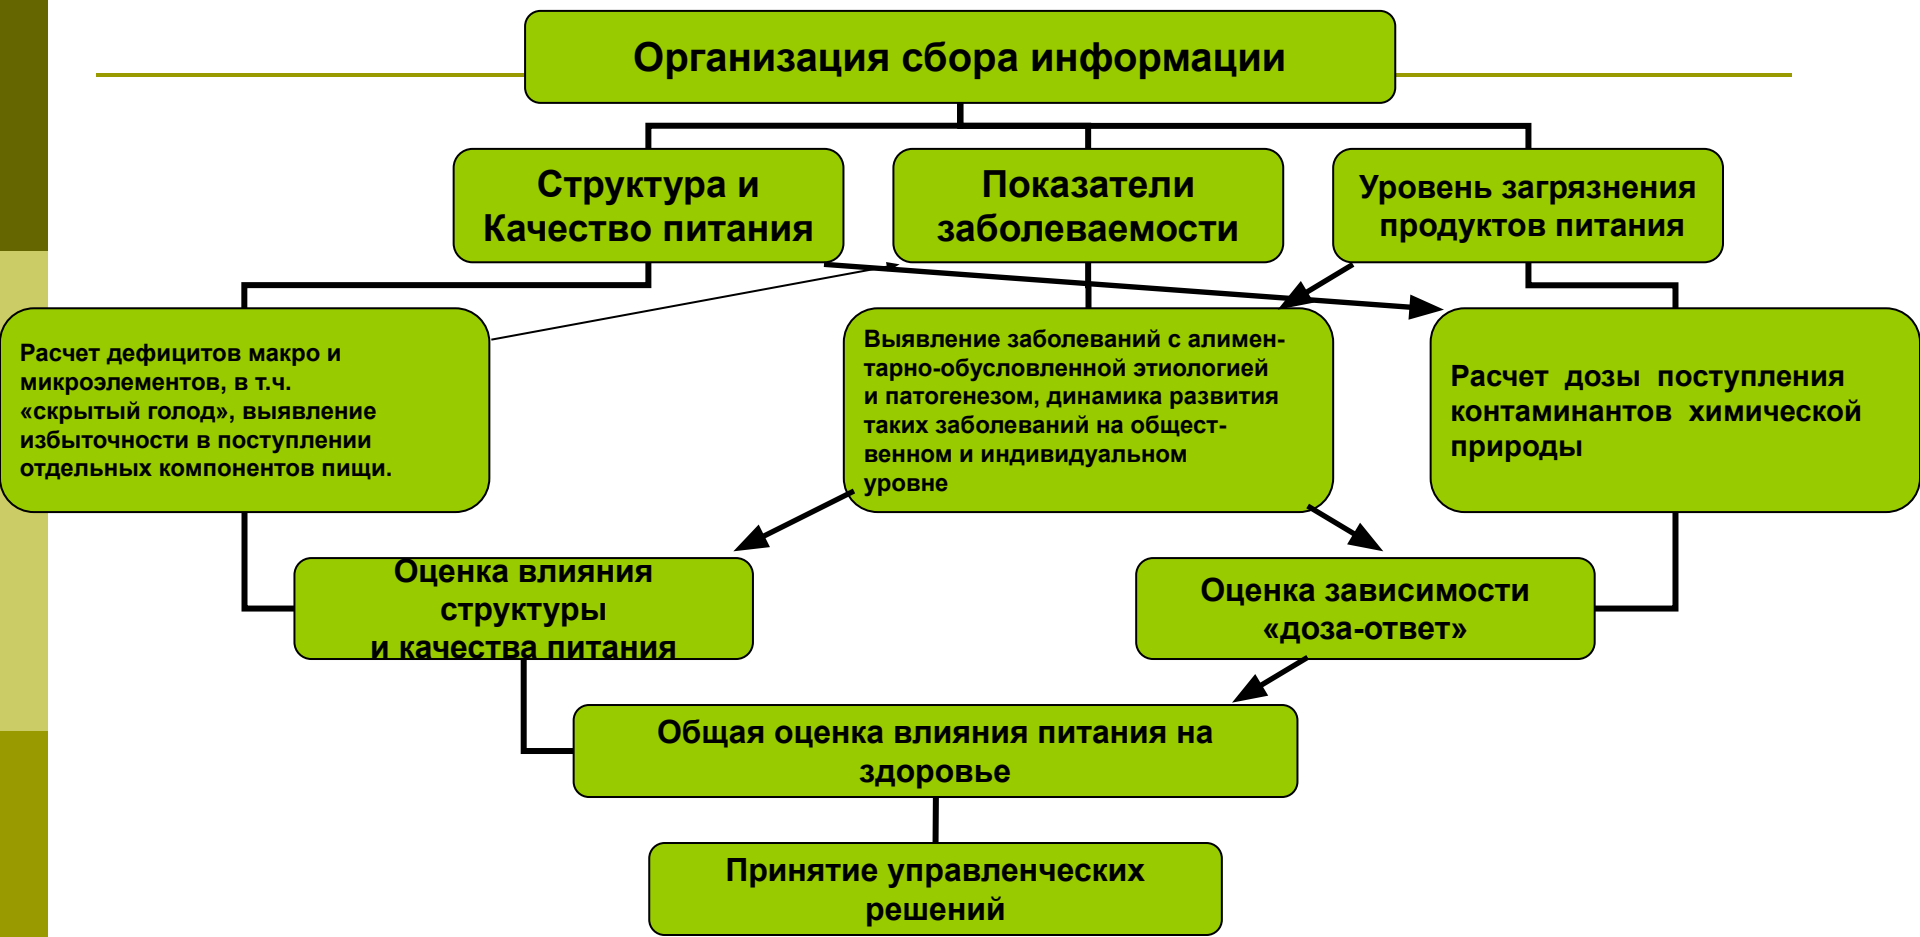 Организация сбора информации
Структура и
Качество питания
Показатели
заболеваемости
Уровень загрязнения
продуктов питания
Расчет дефицитов макро и
микроэлементов, в т.ч.
«скрытый голод», выявление
избыточности в поступлении
отдельных компонентов пищи.
Выявление заболеваний с алимен-
тарно-обусловленной этиологией
и патогенезом, динамика развития
таких заболеваний на общест-
венном и индивидуальном
уровне
Расчет дозы поступления
контаминантов химической
природы
Оценка влияния
структуры
и качества питания
Оценка зависимости
«доза-ответ»
Общая оценка влияния питания на
здоровье
Принятие управленческих
решений